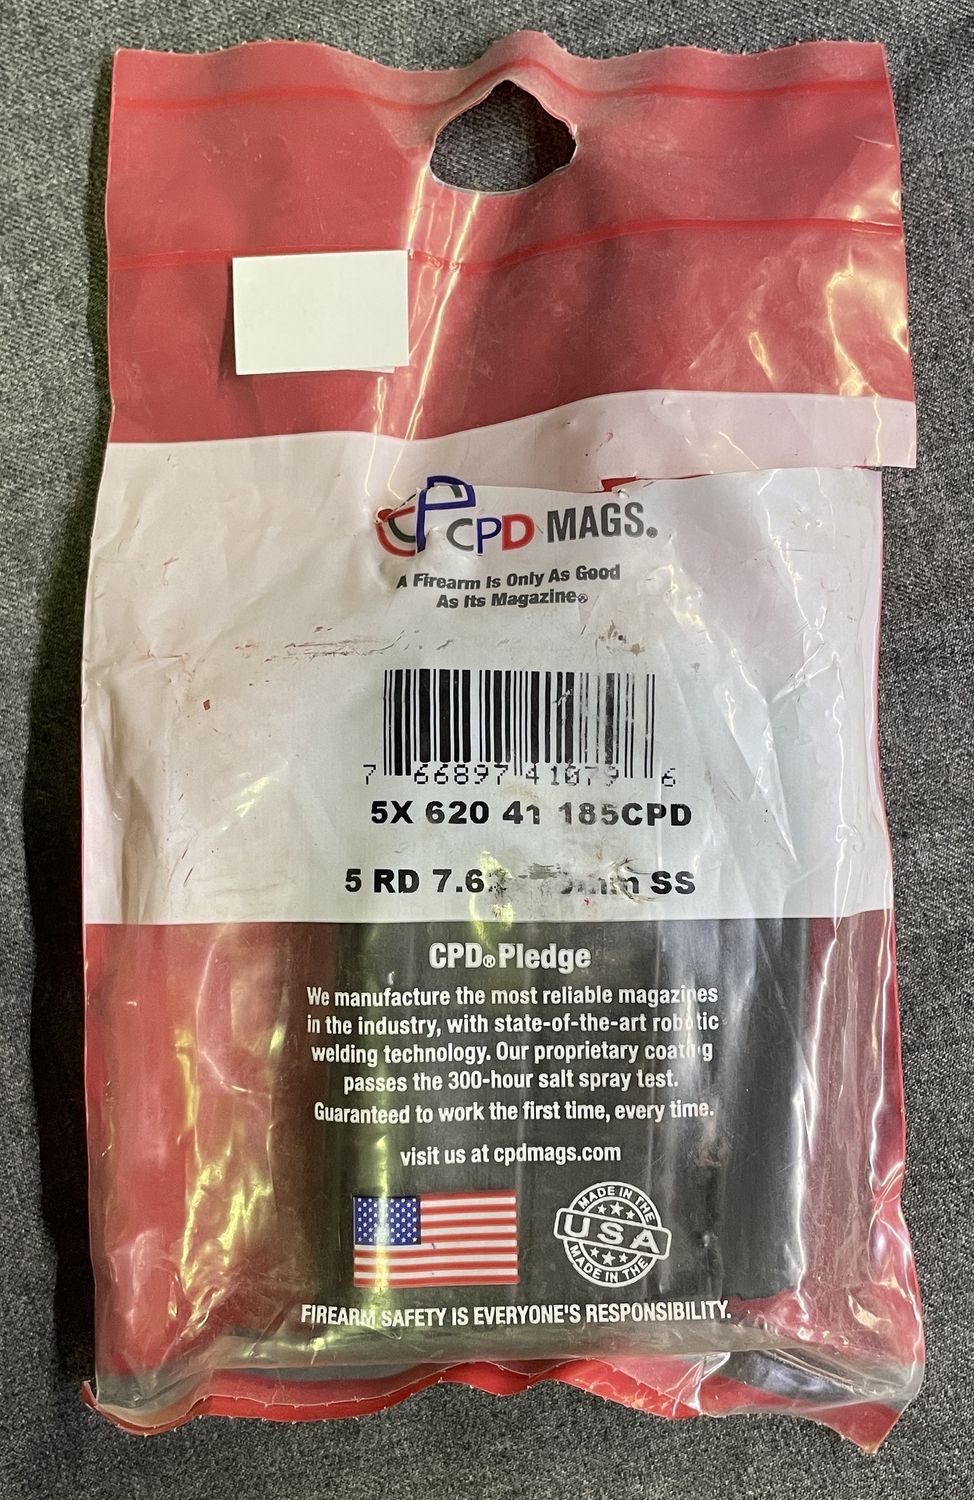 CPD MAGS®
A Firearm Is Only As Good
As Its Magazine®
7 66897 41079 6
5X 620 41 185CPD
5 RD SS
CPD® Pledge
We manufacture the most reliable magazines
in the industry, with state-of-the-art robotic
welding technology. Our proprietary coating
passes the 300-hour salt spray test.
Guaranteed to work the first time, every time.
visit us at cpdmags.com
MADE IN THE
USA
MADE IN THE
FIREARM SAFETY IS EVERYONE'S RESPONSIBILITY.